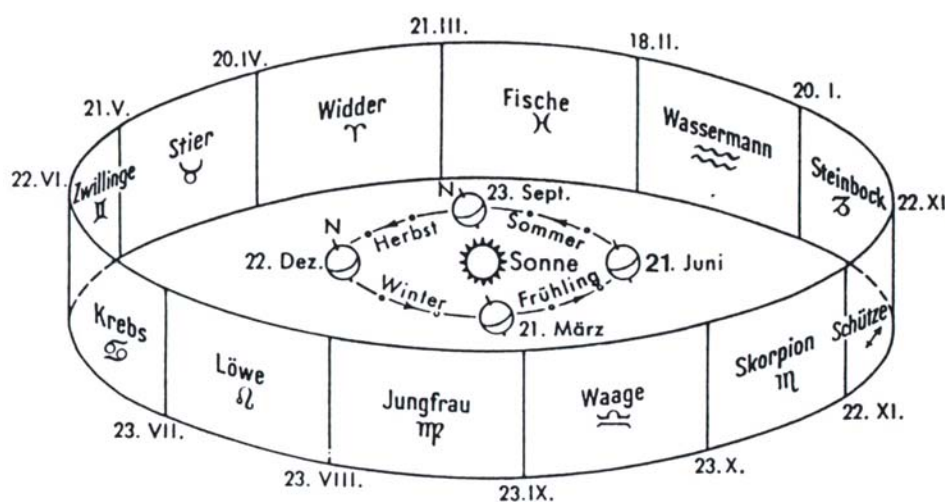 21.III.
20.IV.
18.II.
21.V.
20. I.
Widder
Fische
Stier
Wassermann
22.VI.
Zwillinge
Steinbock
22.XI
N
23. Sept.
N
Herbst
Sommer
22. Dez.
Sonne
21. Juni
Winter
Frühling
21. März
Krebs
Schütze
Löwe
Skorpion
Jungfrau
Waage
23. VII.
22. XI.
23. VIII.
23.IX.
23.X.